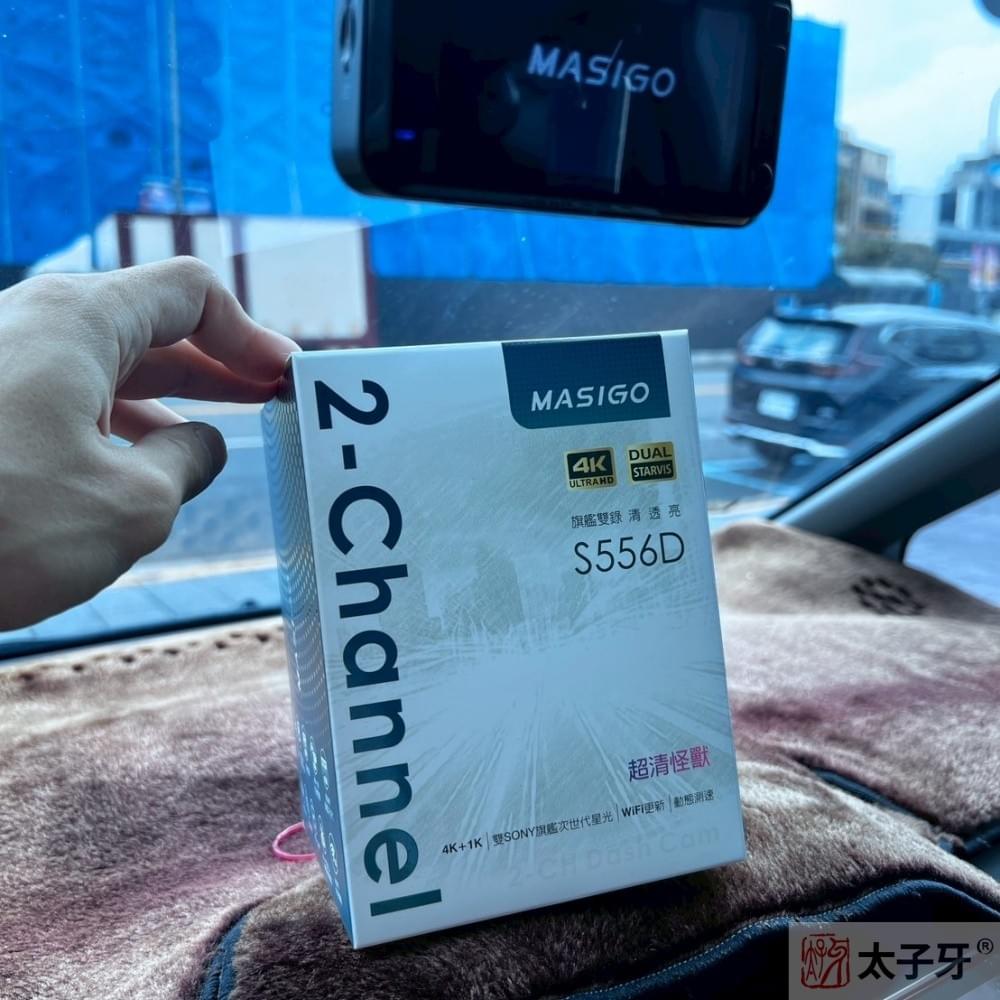 MASIGO
2-Channel
MASIGO
4K
ULTRA HD
DUAL
STARVIS
旗艦雙錄 清透亮
S556D
超清怪獸
4K+1K | 雙SONY旗艦次世代星光 | WiFi更新 | 動態測速
2-CH Dash Cam
太子牙®